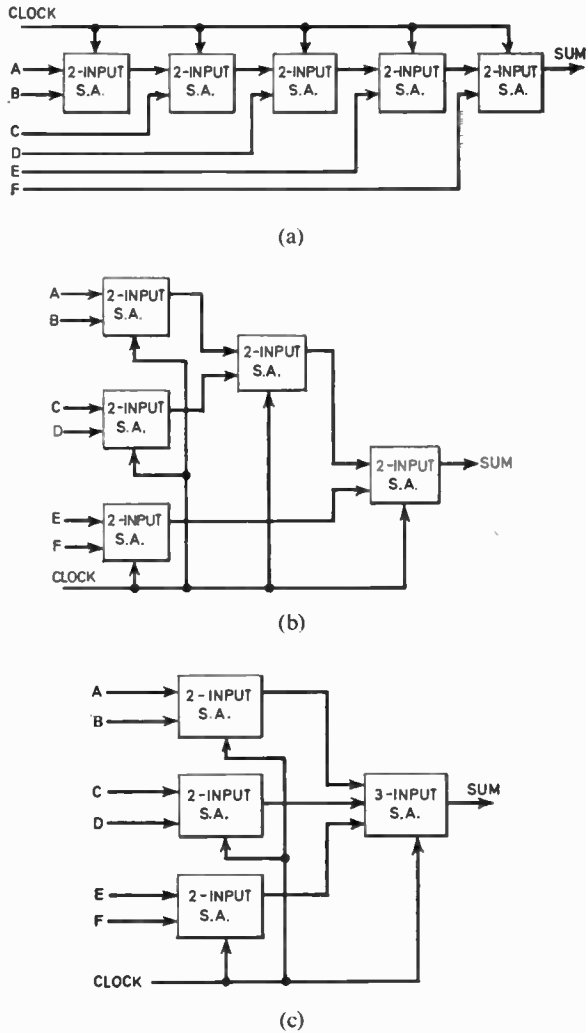 CLOCK
SUM
A
B
2-INPUT
S.A.
2-INPUT
S.A.
2-INPUT
S.A.
2-INPUT
S.A.
2-INPUT
S.A.
C
D
E
F
(a)
A
B
2-INPUT
S.A.
2-INPUT
S.A.
C
D
2-INPUT
S.A.
2-INPUT
S.A.
SUM
E
F
2-INPUT
S.A.
CLOCK
(b)
A
B
2-INPUT
S.A.
C
D
2-INPUT
S.A.
3-INPUT
S.A.
SUM
E
F
2-INPUT
S.A.
CLOCK
(c)